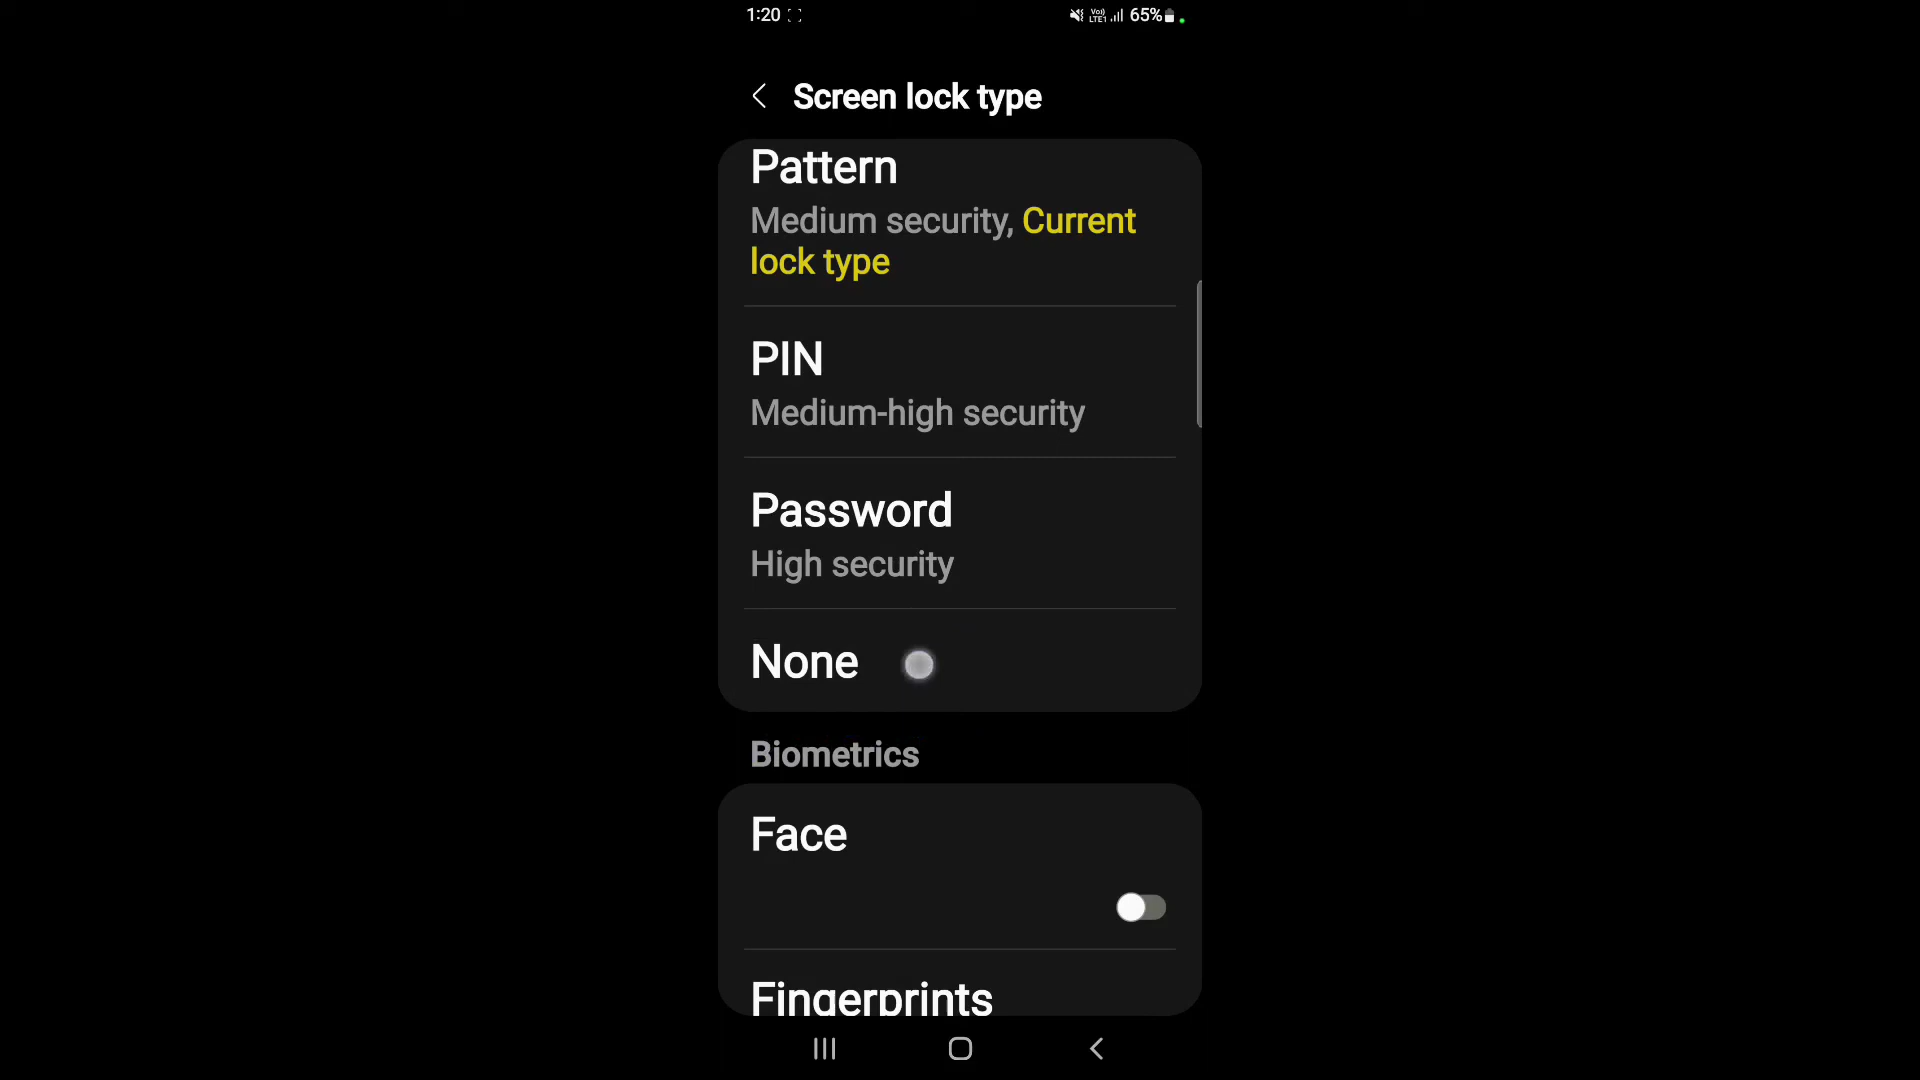 1:20
VoLTE1 65%
Screen lock type
Pattern
Medium security, Current
lock type
PIN
Medium-high security
Password
High security
None
Biometrics
Face
Fingerprints